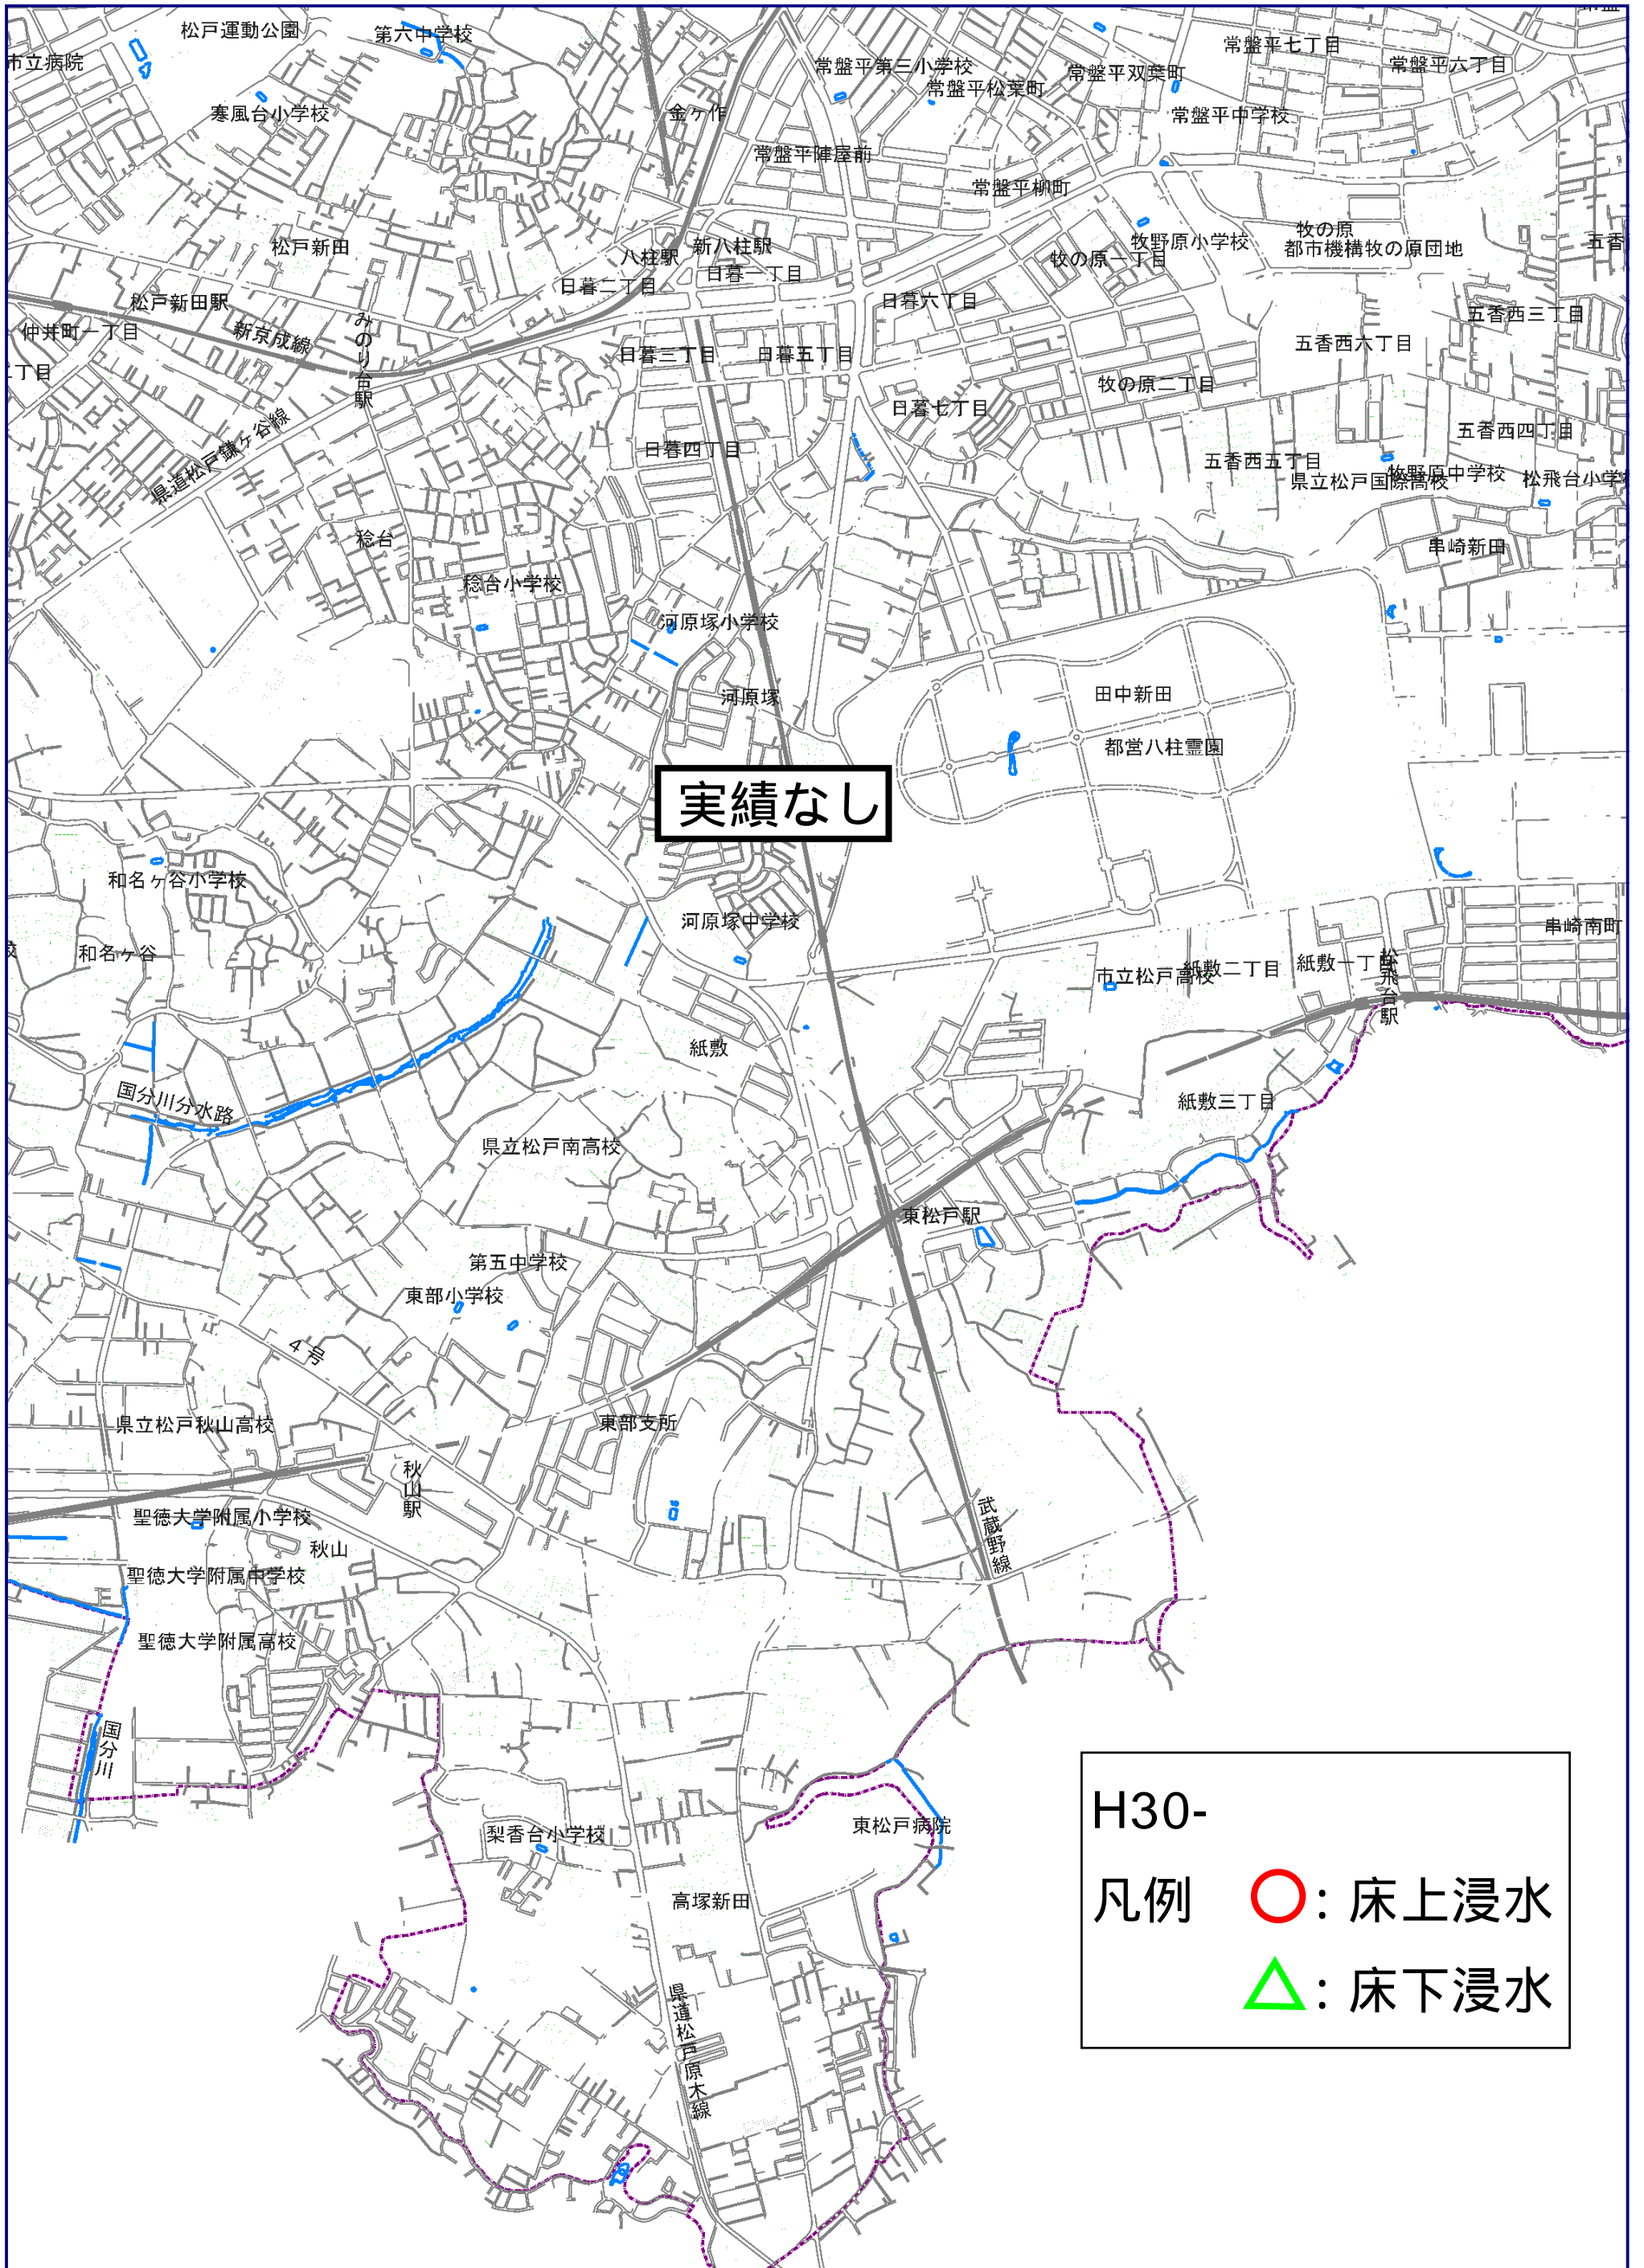 松戸運動公園
第六中学校
市立病院
寒風台小学校
金ヶ作
常盤平第三小学校
常盤平松葉町
常盤平双葉町
常盤平七丁目
常盤平六丁目
常盤平中学校
常盤平陣屋前
常盤平柳町
松戸新田
八柱駅
新八柱駅
日暮一丁目
日暮二丁目
牧の原一丁目
牧野原小学校
牧の原
都市機構牧の原団地
五香
松戸新田駅
仲井町一丁目
新京成線
みのり台駅
日暮六丁目
五香西三丁目
五香西六丁目
二丁目
日暮三丁目
日暮五丁目
牧の原二丁目
日暮七丁目
県道松戸鎌ヶ谷線
日暮四丁目
五香西四丁目
五香西五丁目
県立松戸国際高校
牧野原中学校
松飛台小学校
稔台
串崎新田
稔台小学校
河原塚小学校
河原塚
田中新田
都営八柱霊園
実績なし
和名ヶ谷小学校
和名ヶ谷
校
河原塚中学校
串崎南町
市立松戸高校
紙敷二丁目
紙敷一丁目
松飛台駅
紙敷
国分川分水路
紙敷三丁目
県立松戸南高校
東松戸駅
第五中学校
東部小学校
4号
県立松戸秋山高校
東部支所
秋山駅
聖徳大学附属小学校
秋山
武蔵野線
聖徳大学附属中学校
聖徳大学附属高校
国分川
梨香台小学校
東松戸病院
高塚新田
県道松戸原木線
H30-
凡例 ○：床上浸水
△：床下浸水